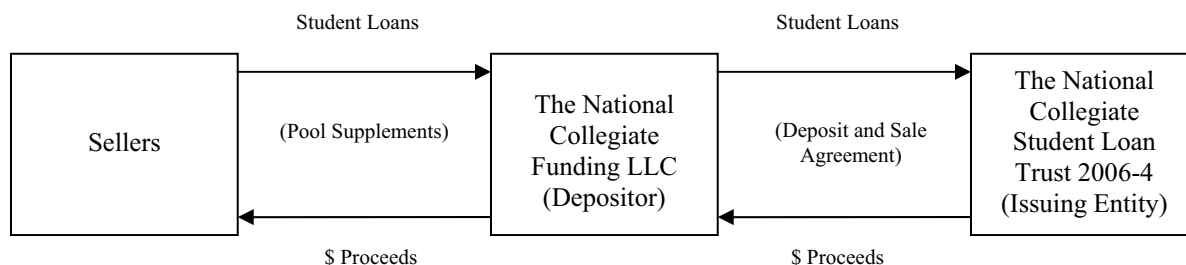 Student Loans
Student Loans
Sellers
(Pool Supplements)
The National
Collegiate
Funding LLC
(Depositor)
(Deposit and Sale
Agreement)
The National
Collegiate
Student Loan
Trust 2006-4
(Issuing Entity)
$ Proceeds
$ Proceeds